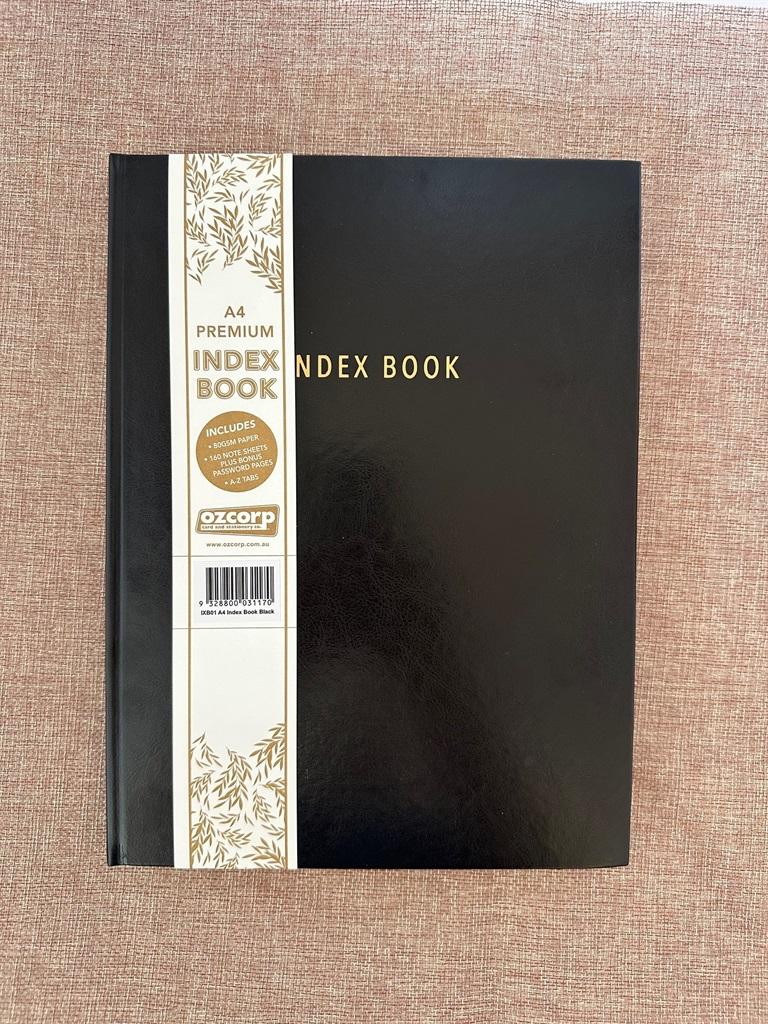 A4
PREMIUM
INDEX
BOOK
NDEX BOOK
INCLUDES
• 80GSM PAPER
• 160 NOTE SHEETS
PLUS BONUS
PASSWORD PAGES
• A-Z TABS
ozcorp
card and stationery co.
www.ozcorp.com.au
9 328800 031170
IXB01 A4 Index Book Black